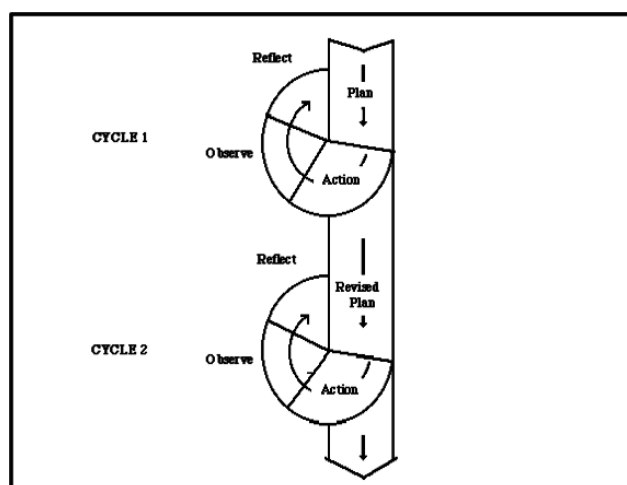 Reflect
Plan
CYCLE 1
Observe
Action
Reflect
Revised
Plan
CYCLE 2
Observe
Action